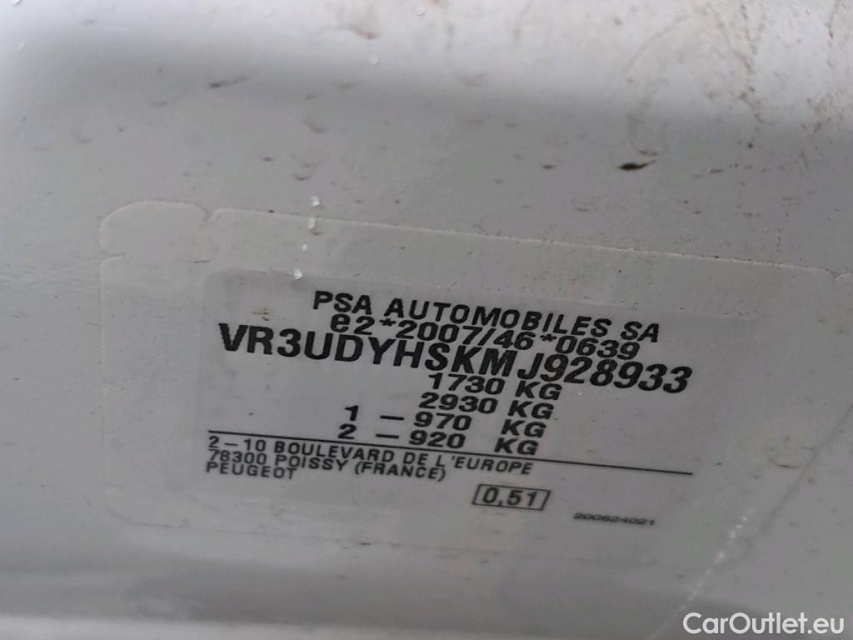 PSA AUTOMOBILES SA
e2*2007/46*0639
VR3UDYHSKMJ928933
1730 KG
2930 KG
1 - 970 KG
2 - 920 KG
2-10 BOULEVARD DE L'EUROPE
78300 POISSY (FRANCE)
PEUGEOT
0,51
200624021
CarOutlet.eu